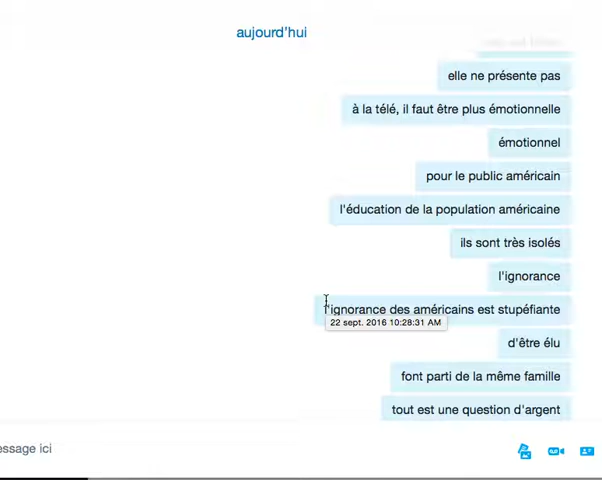 aujourd'hui
elle ne présente pas
à la télé, il faut être plus émotionnelle
émotionnel
pour le public américain
l'éducation de la population américaine
ils sont très isolés
l'ignorance
l'ignorance des américains est stupéfiante
22 sept. 2016 10:28:31 AM
d'être élu
font parti de la même famille
tout est une question d'argent
essage ici